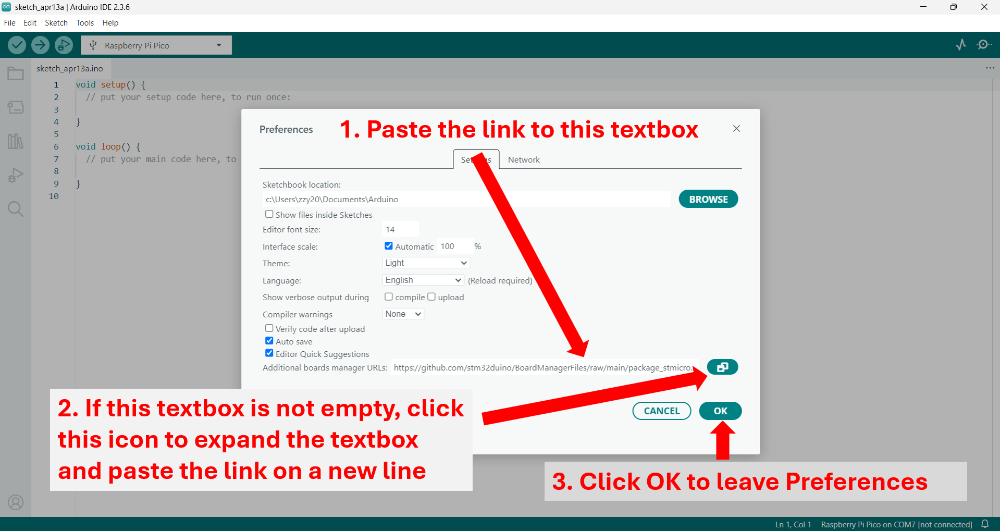 sketch_apr13a | Arduino IDE 2.3.6
File Edit Sketch Tools Help
Raspberry Pi Pico
sketch_apr13a.ino
1 void setup() {
2 // put your setup code here, to run once:
3
4 }
5
6 void loop() {
7 // put your main code here, to
8
9 }
10
Preferences
1. Paste the link to this textbox
Network
Sketchbook location:
c:\Users\zzy20\Documents\Arduino
BROWSE
Show files inside Sketches
Editor font size: 14
Interface scale: Automatic 100 %
Theme: Light
Language: English (Reload required)
Show verbose output during compile upload
Compiler warnings None
Verify code after upload
Auto save
Editor Quick Suggestions
Additional boards manager URLs: https://github.com/stm32duino/BoardManagerFiles/raw/main/package_stmicro.
2. If this textbox is not empty, click
this icon to expand the textbox
and paste the link on a new line
CANCEL OK
3. Click OK to leave Preferences
Ln 1, Col 1 Raspberry Pi Pico on COM7 [not connected]